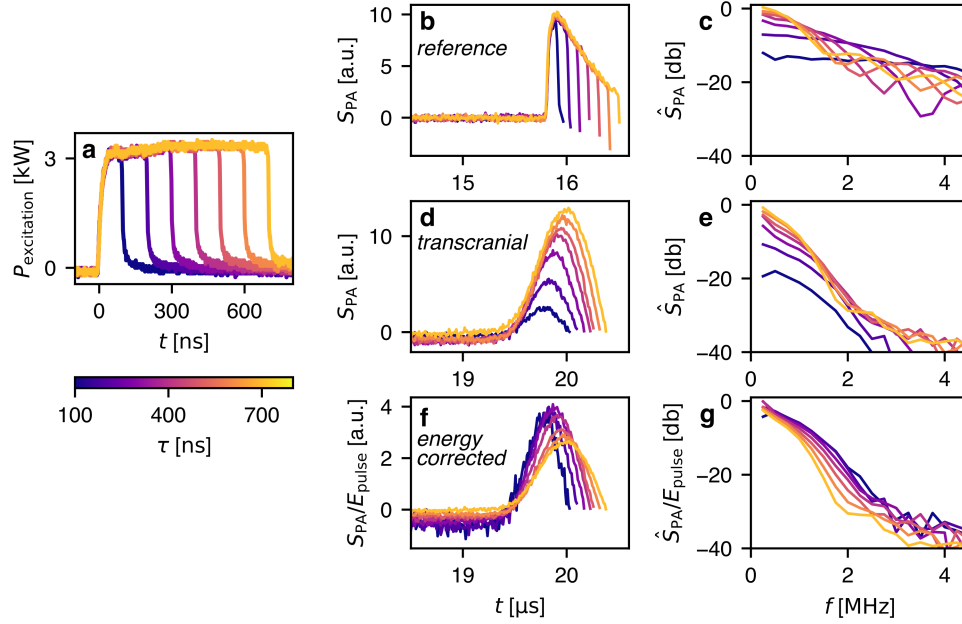 a
3
0
P_excitation [kW]
0 300 600
t [ns]
100 400 700
τ [ns]
b
reference
10
5
0
S_PA [a.u.]
15 16
c
0
−20
−40
Ŝ_PA [db]
0 2 4
d
transcranial
10
0
S_PA [a.u.]
19 20
e
0
−20
−40
Ŝ_PA [db]
0 2 4
f
energy
corrected
4
2
0
S_PA/E_pulse [a.u.]
19 20
t [µs]
g
0
−20
−40
Ŝ_PA/E_pulse [db]
0 2 4
f [MHz]